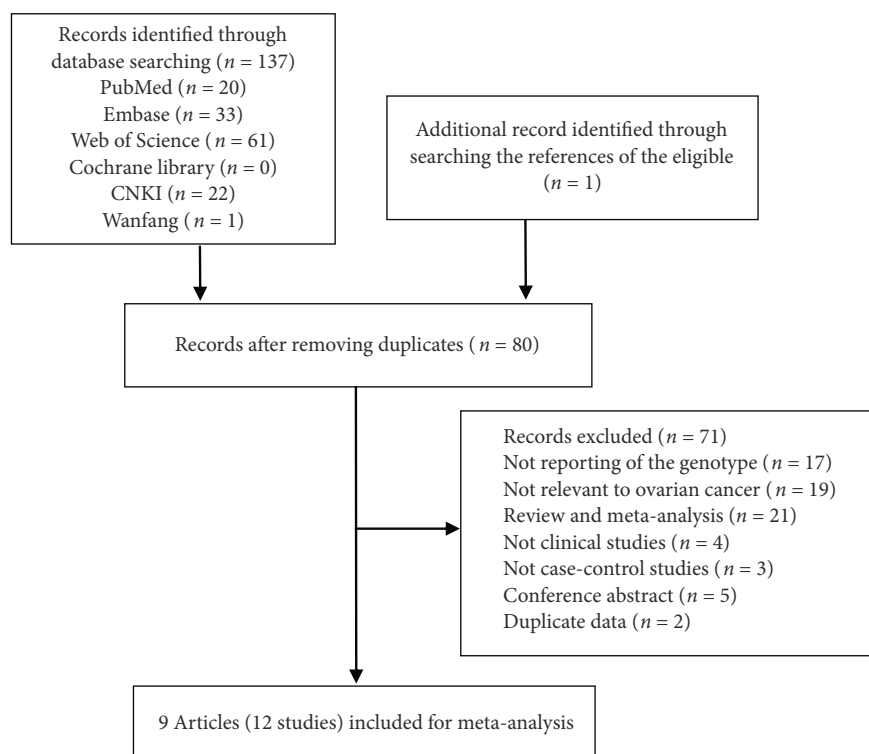 Records identified through
database searching (n = 137)
PubMed (n = 20)
Embase (n = 33)
Web of Science (n = 61)
Cochrane library (n = 0)
CNKI (n = 22)
Wanfang (n = 1)
Additional record identified through
searching the references of the eligible
(n = 1)
Records after removing duplicates (n = 80)
Records excluded (n = 71)
Not reporting of the genotype (n = 17)
Not relevant to ovarian cancer (n = 19)
Review and meta-analysis (n = 21)
Not clinical studies (n = 4)
Not case-control studies (n = 3)
Conference abstract (n = 5)
Duplicate data (n = 2)
9 Articles (12 studies) included for meta-analysis